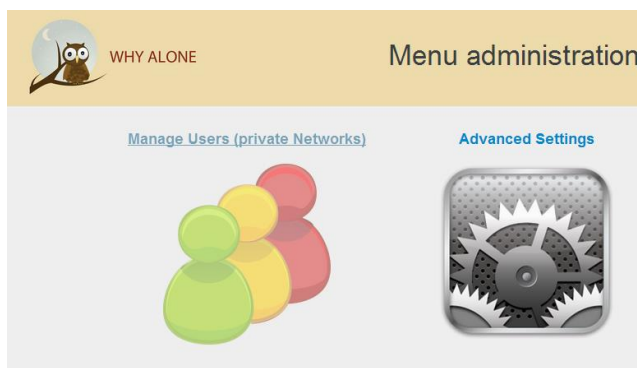 WHY ALONE
Menu administration
Manage Users (private Networks)
Advanced Settings